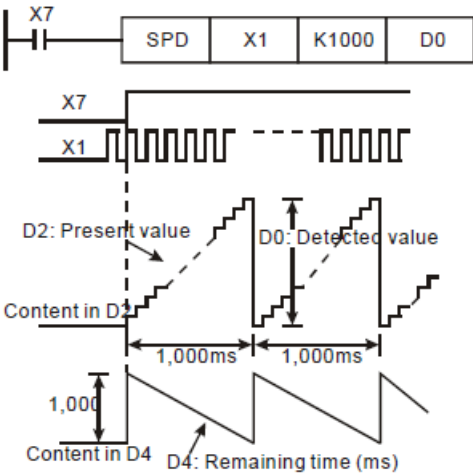 X7
SPD X1 K1000 D0
X7
X1
D2: Present value
D0: Detected value
Content in D2
1,000ms 1,000ms
1,000
Content in D4
D4: Remaining time (ms)